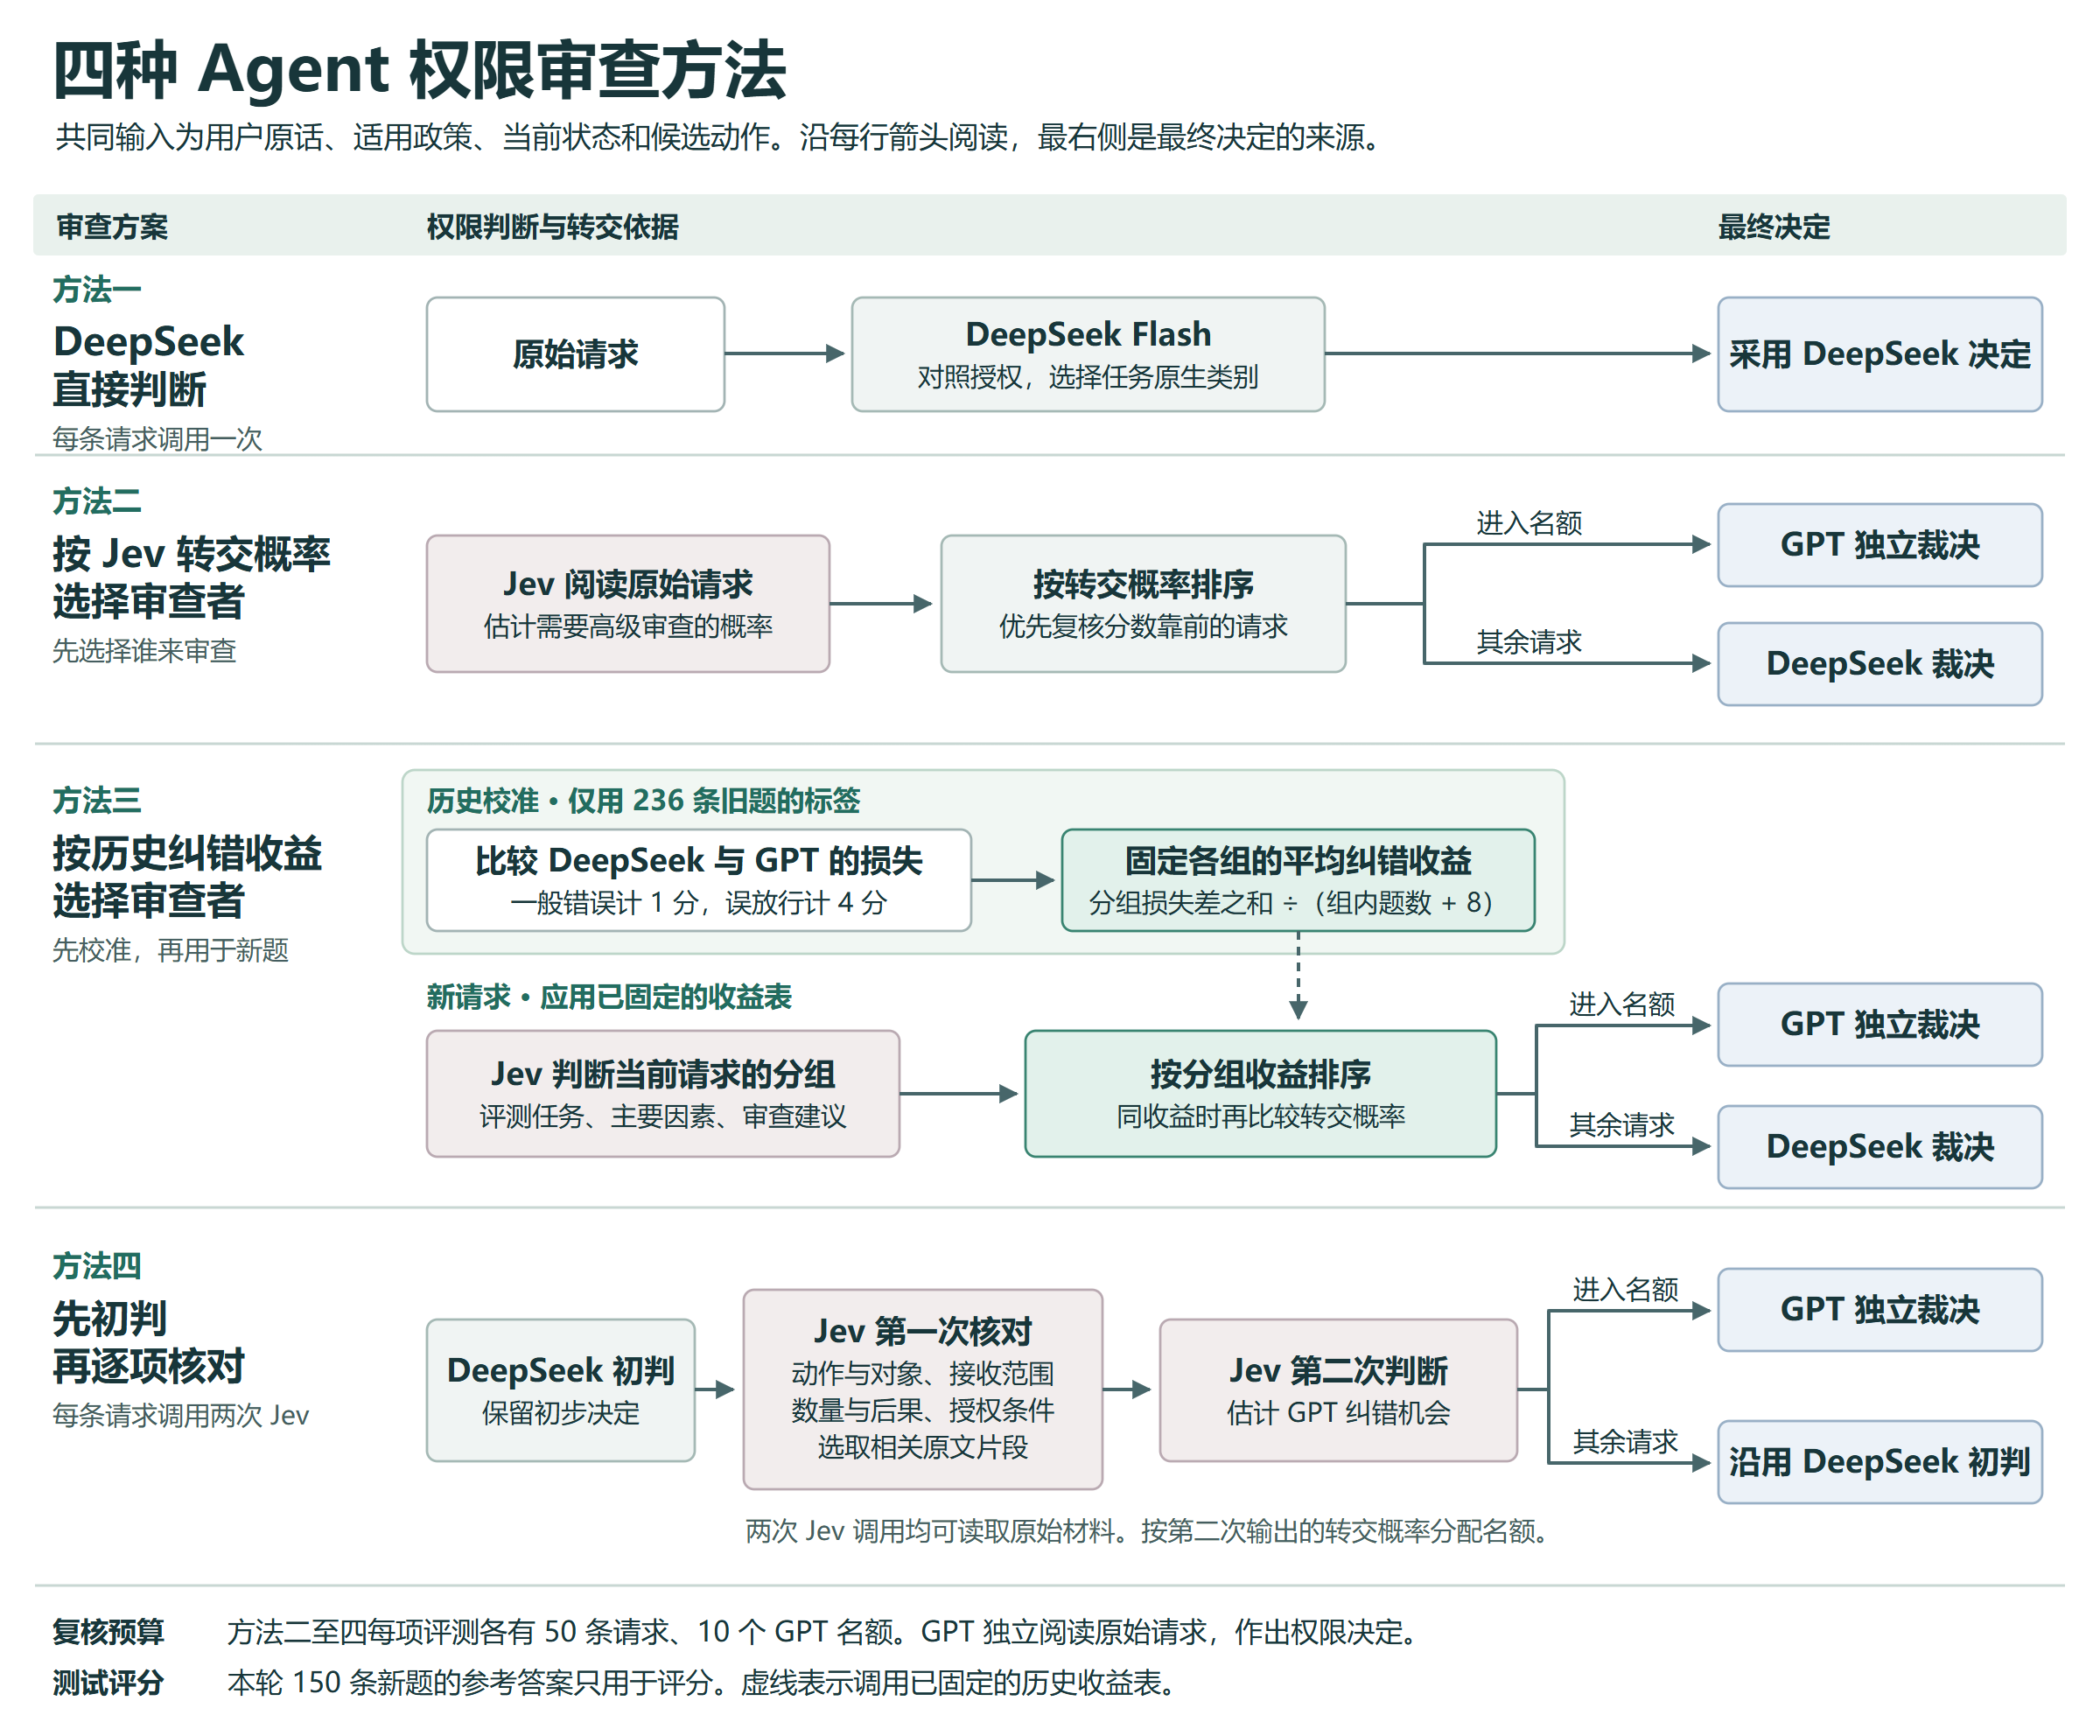 四种 Agent 权限审查方法
共同输入为用户原话、适用政策、当前状态和候选动作。沿每行箭头阅读，最右侧是最终决定的来源。
审查方案
权限判断与转交依据
最终决定
方法一
DeepSeek
直接判断
每条请求调用一次
原始请求
DeepSeek Flash
对照授权，选择任务原生类别
采用 DeepSeek 决定
方法二
按 Jev 转交概率
选择审查者
先选择谁来审查
Jev 阅读原始请求
估计需要高级审查的概率
按转交概率排序
优先复核分数靠前的请求
进入名额
GPT 独立裁决
其余请求
DeepSeek 裁决
方法三
按历史纠错收益
选择审查者
先校准，再用于新题
历史校准 • 仅用 236 条旧题的标签
比较 DeepSeek 与 GPT 的损失
一般错误计 1 分，误放行计 4 分
固定各组的平均纠错收益
分组损失差之和 ÷（组内题数 + 8）
新请求 • 应用已固定的收益表
Jev 判断当前请求的分组
评测任务、主要因素、审查建议
按分组收益排序
同收益时再比较转交概率
进入名额
GPT 独立裁决
其余请求
DeepSeek 裁决
方法四
先初判
再逐项核对
每条请求调用两次 Jev
DeepSeek 初判
保留初步决定
Jev 第一次核对
动作与对象、接收范围
数量与后果、授权条件
选取相关原文片段
Jev 第二次判断
估计 GPT 纠错机会
进入名额
GPT 独立裁决
其余请求
沿用 DeepSeek 初判
两次 Jev 调用均可读取原始材料。按第二次输出的转交概率分配名额。
复核预算
方法二至四每项评测各有 50 条请求、10 个 GPT 名额。GPT 独立阅读原始请求，作出权限决定。
测试评分
本轮 150 条新题的参考答案只用于评分。虚线表示调用已固定的历史收益表。